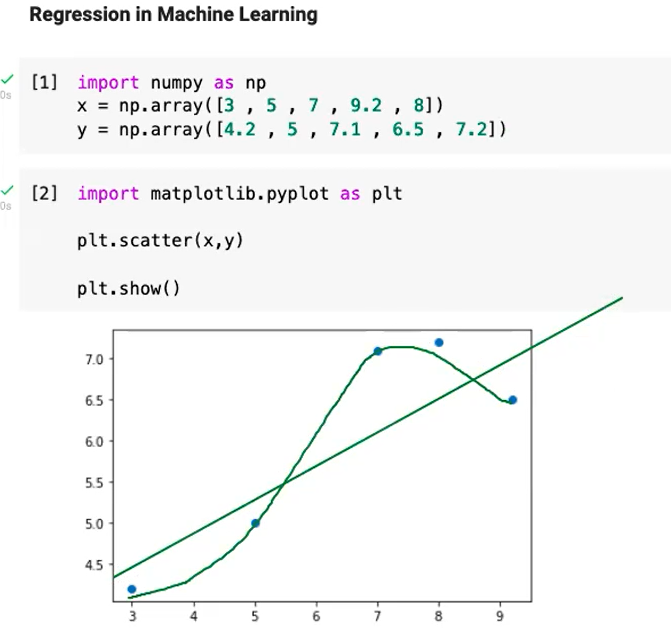 Regression in Machine Learning
[1] import numpy as np
0s
x = np.array([3 , 5 , 7 , 9.2 , 8])
y = np.array([4.2 , 5 , 7.1 , 6.5 , 7.2])
[2] import matplotlib.pyplot as plt
0s
plt.scatter(x,y)
plt.show()
7.0
6.5
6.0
5.5
5.0
4.5
3 4 5 6 7 8 9